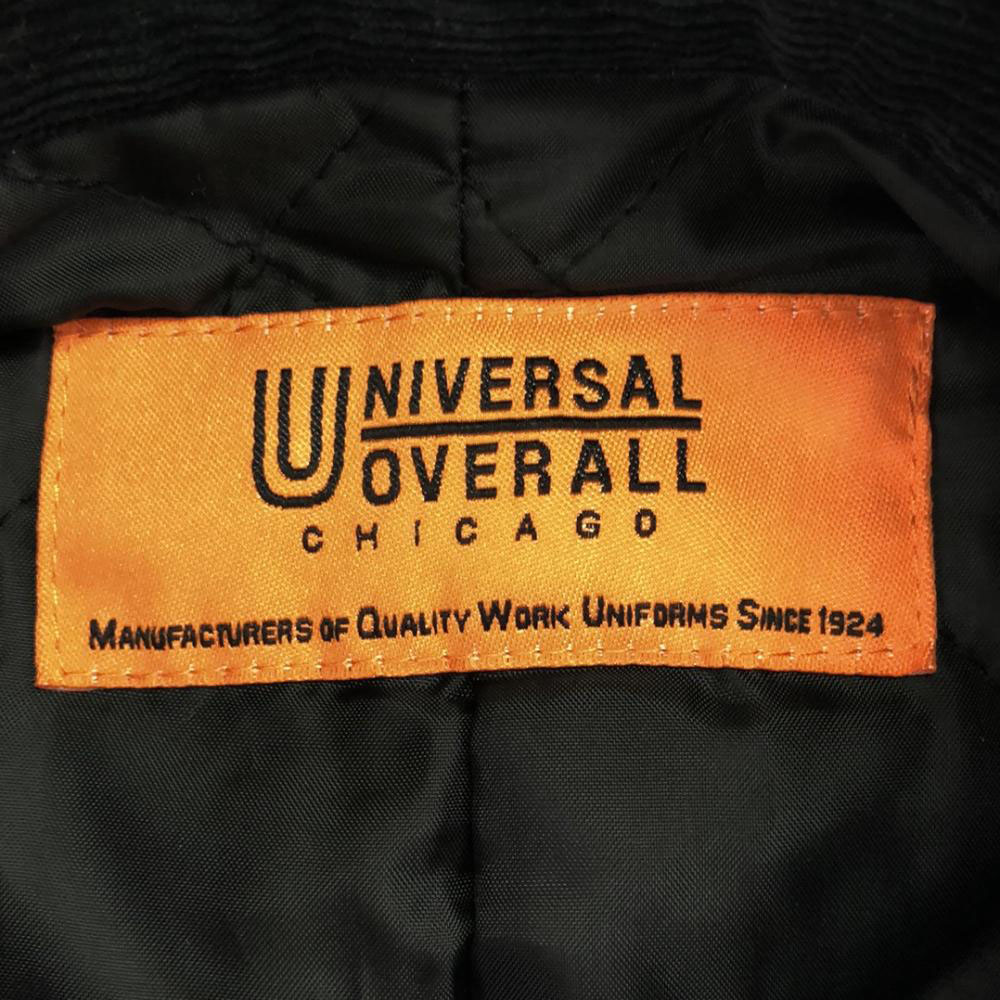 UNIVERSAL
OVERALL
CHICAGO
MANUFACTURERS OF QUALITY WORK UNIFORMS SINCE 1924